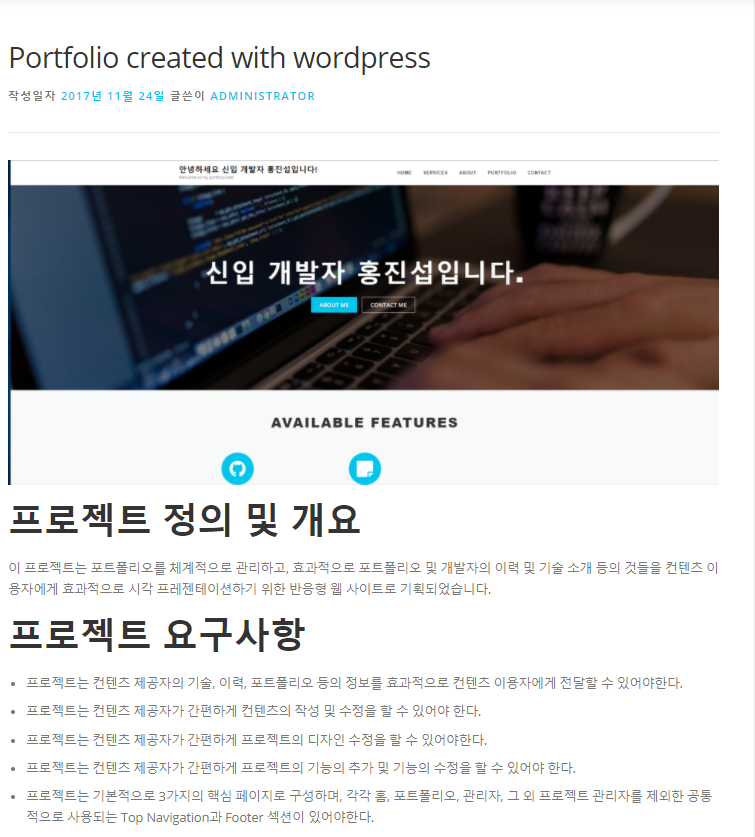 Portfolio created with wordpress
작성일자 2017년 11월 24일 글쓴이 ADMINISTRATOR
안녕하세요 신입 개발자 홍진섭입니다!
Welcome to my portfolio site!
HOME SERVICES ABOUT PORTFOLIO CONTACT
신입 개발자 홍진섭입니다.
ABOUT ME CONTACT ME
AVAILABLE FEATURES
프로젝트 정의 및 개요
이 프로젝트는 포트폴리오를 체계적으로 관리하고, 효과적으로 포트폴리오 및 개발자의 이력 및 기술 소개 등의 것들을 컨텐츠 이
용자에게 효과적으로 시각 프레젠테이션하기 위한 반응형 웹 사이트로 기획되었습니다.
프로젝트 요구사항
프로젝트는 컨텐츠 제공자의 기술, 이력, 포트폴리오 등의 정보를 효과적으로 컨텐츠 이용자에게 전달할 수 있어야한다.
프로젝트는 컨텐츠 제공자가 간편하게 컨텐츠의 작성 및 수정을 할 수 있어야 한다.
프로젝트는 컨텐츠 제공자가 간편하게 프로젝트의 디자인 수정을 할 수 있어야한다.
프로젝트는 컨텐츠 제공자가 간편하게 프로젝트의 기능의 추가 및 기능의 수정을 할 수 있어야 한다.
프로젝트는 기본적으로 3가지의 핵심 페이지로 구성하며, 각각 홈, 포트폴리오, 관리자, 그 외 프로젝트 관리자를 제외한 공통
적으로 사용되는 Top Navigation과 Footer 섹션이 있어야한다.